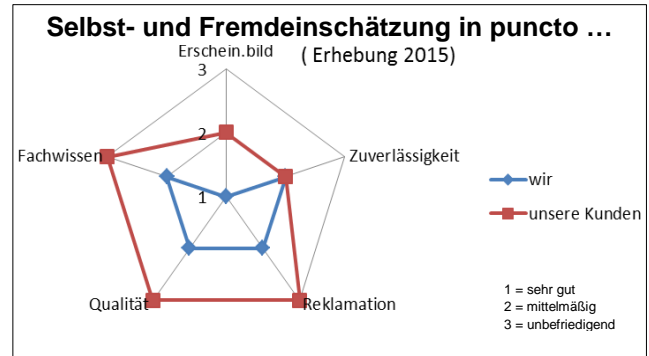 Selbst- und Fremdeinschätzung in puncto …
( Erhebung 2015)
Erschein.bild
3
2
1
Zuverlässigkeit
Fachwissen
Qualität
Reklamation
wir
unsere Kunden
1 = sehr gut
2 = mittelmäßig
3 = unbefriedigend